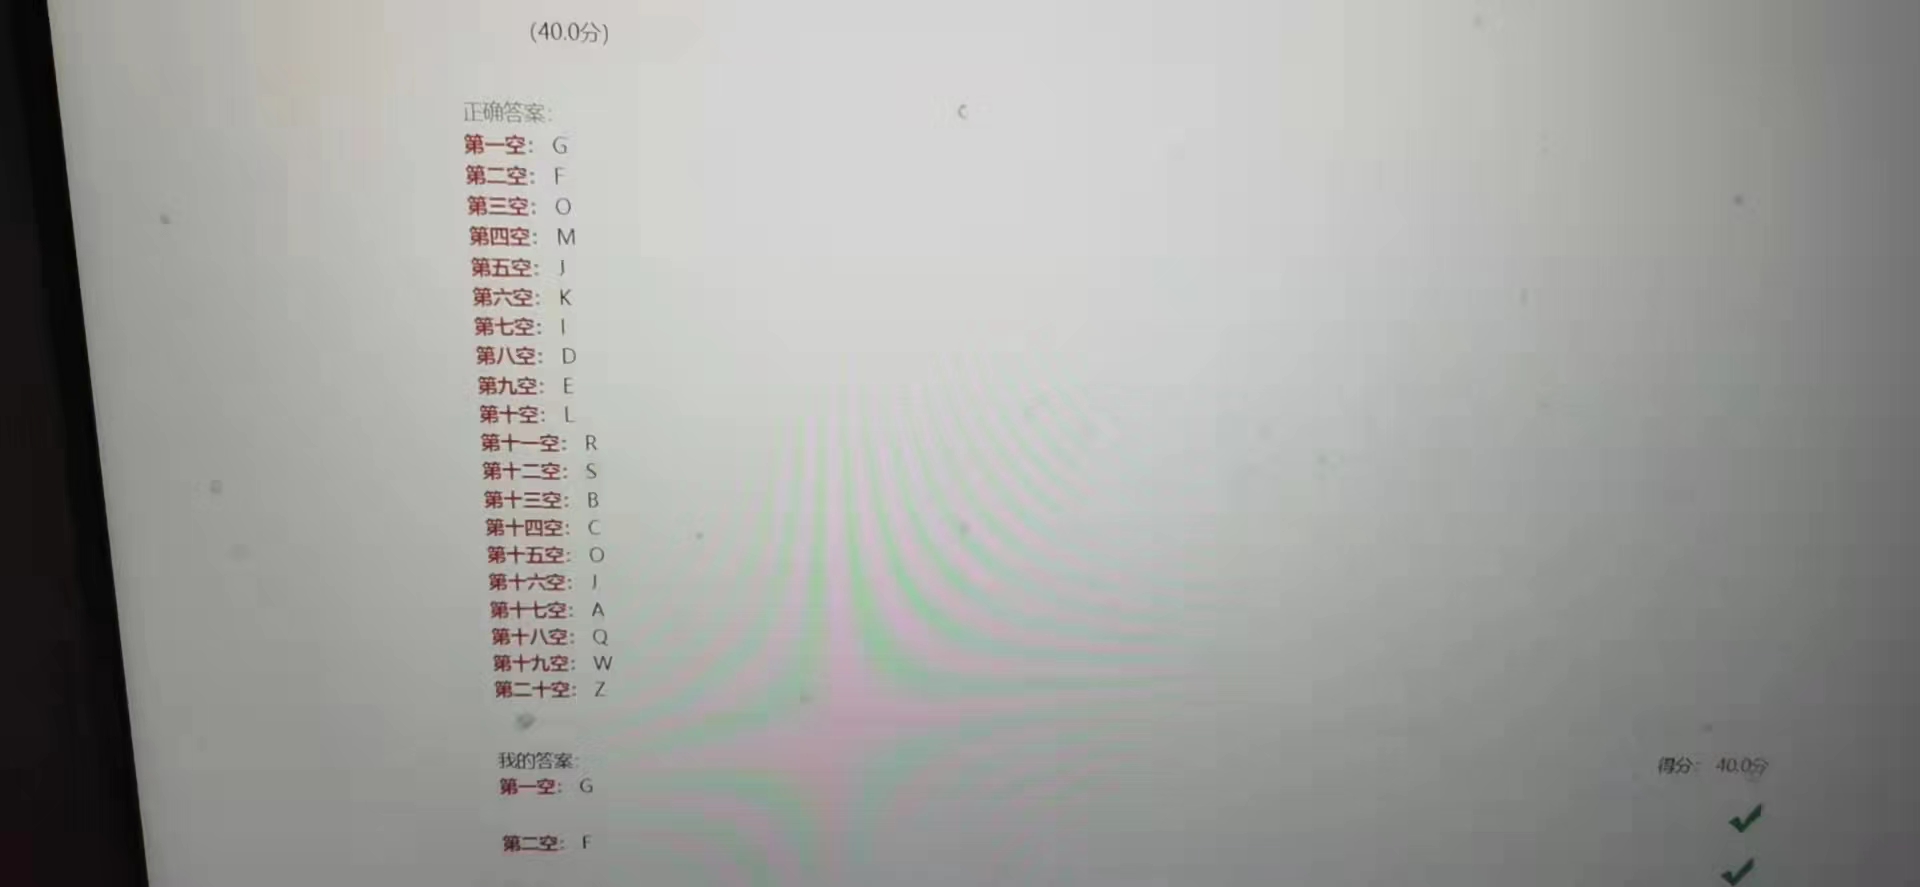 (40.0分)
正确答案:
第一空: G
第二空: F
第三空: O
第四空: M
第五空: J
第六空: K
第七空: I
第八空: D
第九空: E
第十空: L
第十一空: R
第十二空: S
第十三空: B
第十四空: C
第十五空: O
第十六空: J
第十七空: A
第十八空: Q
第十九空: W
第二十空: Z
我的答案:
得分: 40.0分
第一空: G
第二空: F